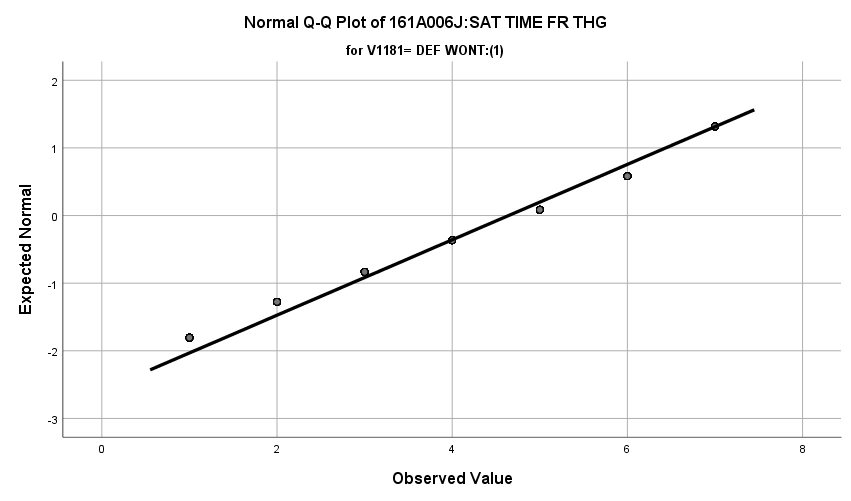 Normal Q-Q Plot of 161A006J:SAT TIME FR THG
for V1181= DEF WONT:(1)
2
1
0
-1
-2
-3
Expected Normal
0 2 4 6 8
Observed Value